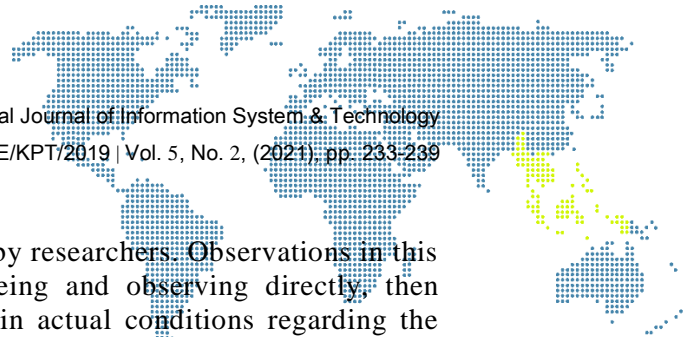 al Journal of Information System & Technology
E/KPT/2019 | Vol. 5, No. 2, (2021), pp. 233-239
by researchers. Observations in this
eing and observing directly, then
in actual conditions regarding the